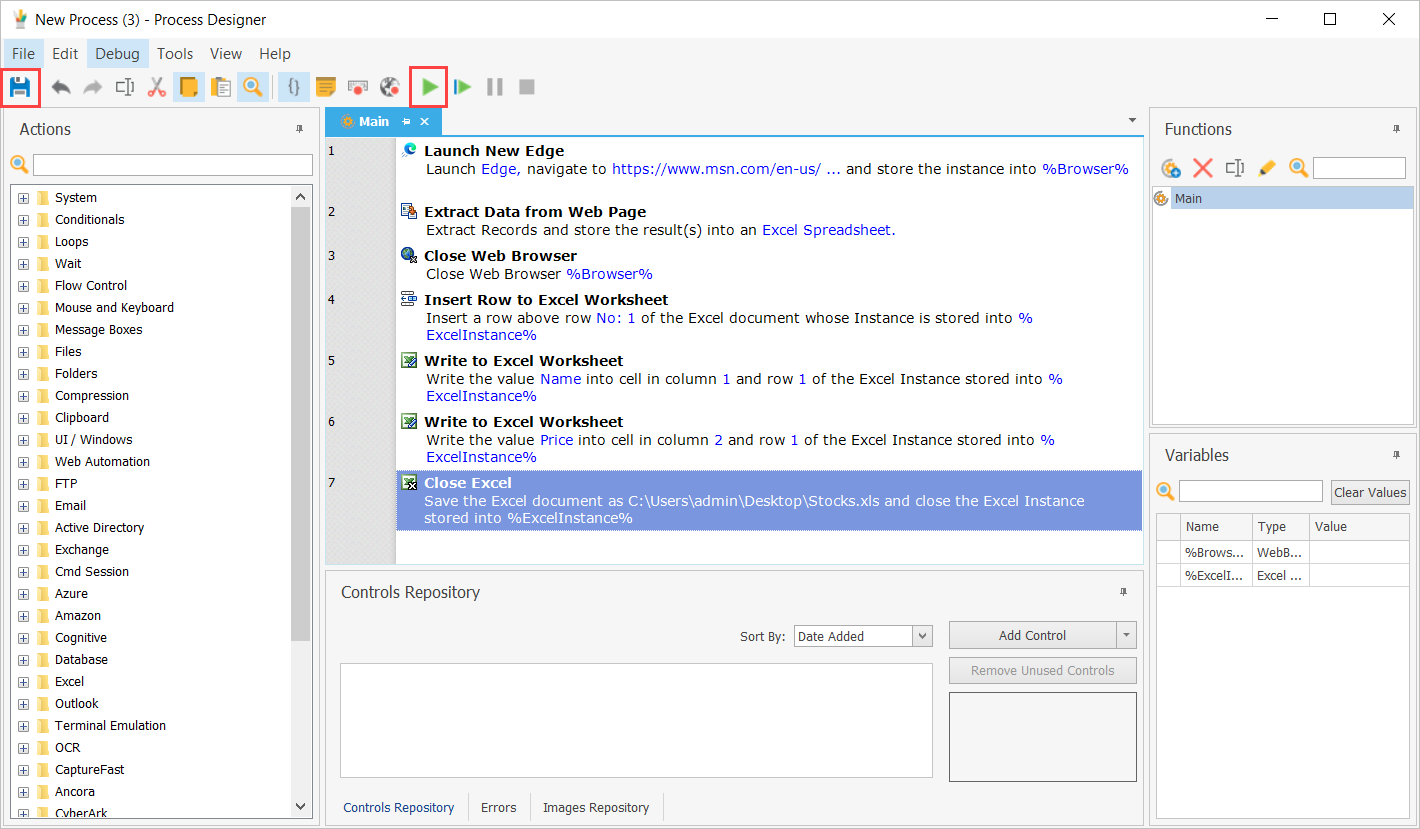 New Process (3) - Process Designer
File Edit Debug Tools View Help
Actions
System
Conditionals
Loops
Wait
Flow Control
Mouse and Keyboard
Message Boxes
Files
Folders
Compression
Clipboard
UI / Windows
Web Automation
FTP
Email
Active Directory
Exchange
Cmd Session
Azure
Amazon
Cognitive
Database
Excel
Outlook
Terminal Emulation
OCR
CaptureFast
Ancora
CyberArk
Main
1 Launch New Edge
Launch Edge, navigate to https://www.msn.com/en-us/ ... and store the instance into %Browser%
2 Extract Data from Web Page
Extract Records and store the result(s) into an Excel Spreadsheet.
3 Close Web Browser
Close Web Browser %Browser%
4 Insert Row to Excel Worksheet
Insert a row above row No: 1 of the Excel document whose Instance is stored into %
ExcelInstance%
5 Write to Excel Worksheet
Write the value Name into cell in column 1 and row 1 of the Excel Instance stored into %
ExcelInstance%
6 Write to Excel Worksheet
Write the value Price into cell in column 2 and row 1 of the Excel Instance stored into %
ExcelInstance%
7 Close Excel
Save the Excel document as C:\Users\admin\Desktop\Stocks.xls and close the Excel Instance
stored into %ExcelInstance%
Controls Repository
Sort By: Date Added
Add Control
Remove Unused Controls
Controls Repository Errors Images Repository
Functions
Main
Variables
Clear Values
Name Type Value
%Brows... WebB...
%ExcelI... Excel ...